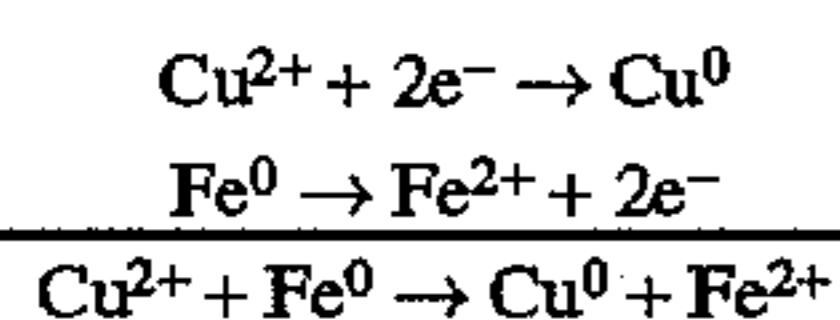 Cu²⁺ + 2e⁻ → Cu⁰
Fe⁰ → Fe²⁺ + 2e⁻
Cu²⁺ + Fe⁰ → Cu⁰ + Fe²⁺